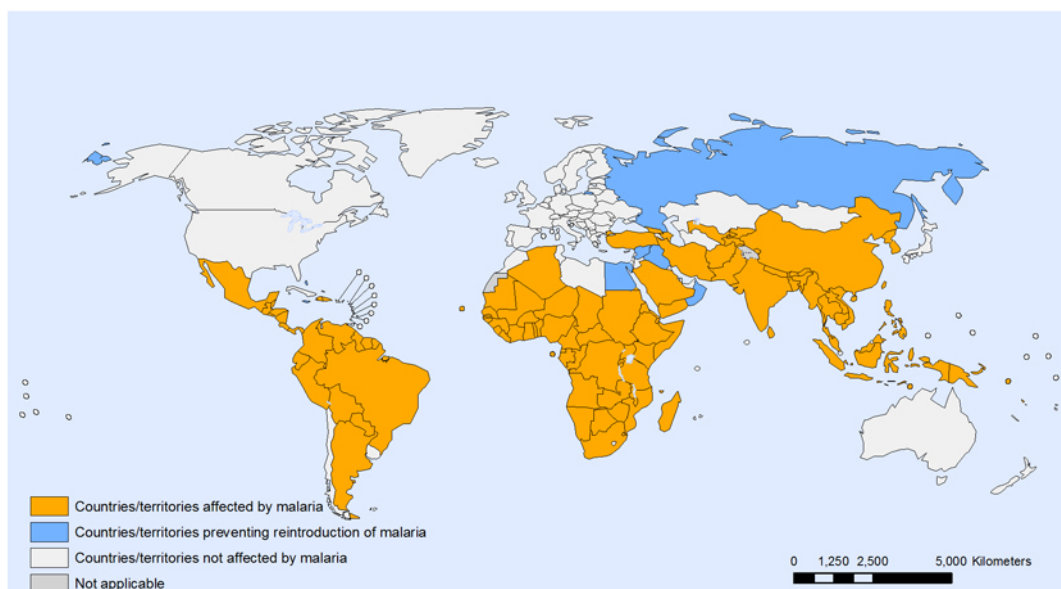 Countries/territories affected by malaria
Countries/territories preventing reintroduction of malaria
Countries/territories not affected by malaria
Not applicable
0 1,250 2,500 5,000 Kilometers